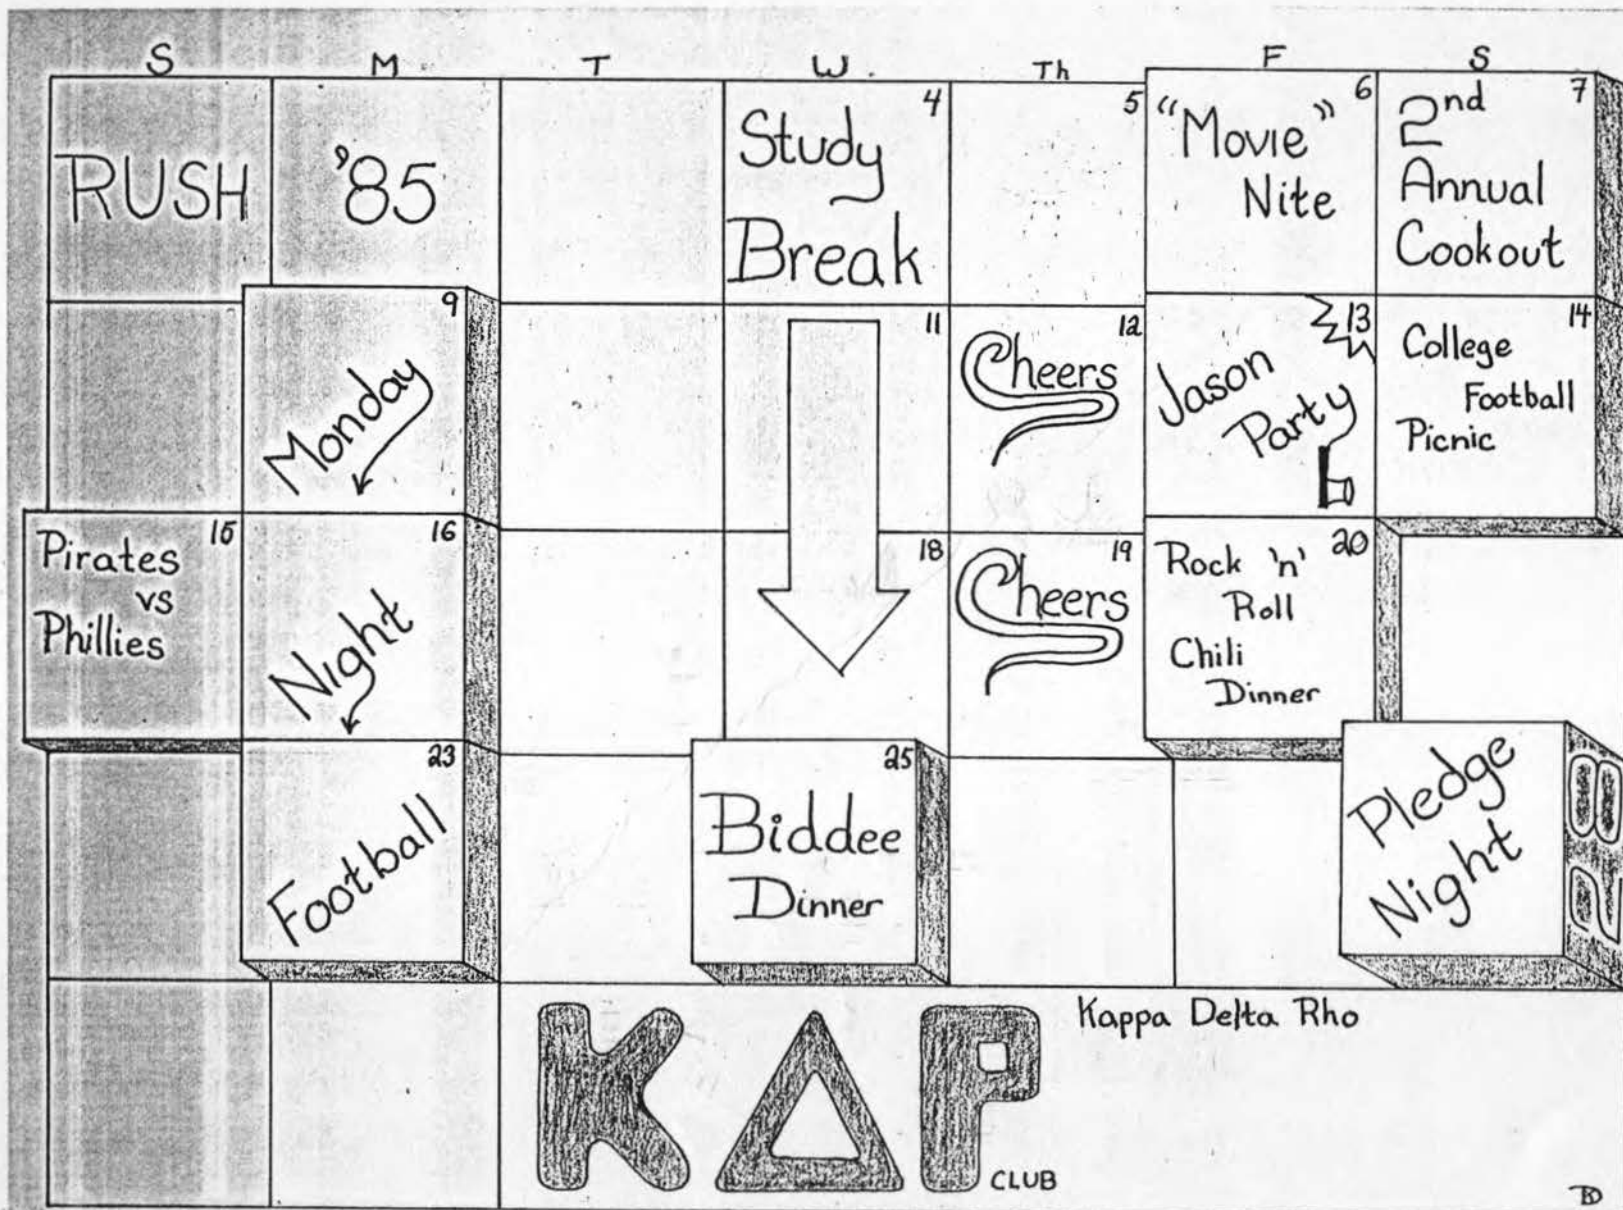 S M T W. Th F S
RUSH
'85
4
Study
Break
5
6
"Movie"
Nite
7
2nd
Annual
Cookout
9
Monday
11
12
Cheers
13
Jason
Party
14
College
Football
Picnic
15
Pirates
vs
Phillies
16
Night
18
19
Cheers
20
Rock 'n'
Roll
Chili
Dinner
23
Football
25
Biddee
Dinner
Pledge
Night
KΔP
CLUB
Kappa Delta Rho